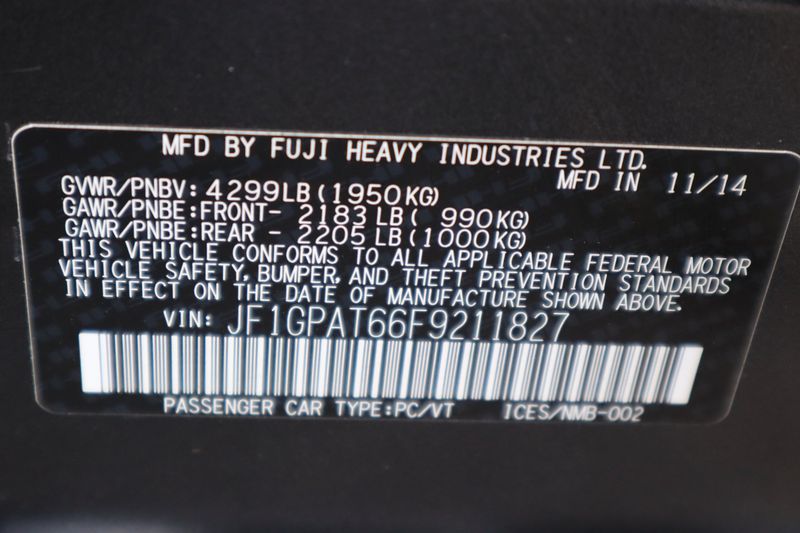 MFD BY FUJI HEAVY INDUSTRIES LTD.
MFD IN 11/14
GVWR/PNBV: 4299LB(1950KG)
GAWR/PNBE:FRONT- 2183LB( 990KG)
GAWR/PNBE:REAR - 2205LB(1000KG)
THIS VEHICLE CONFORMS TO ALL APPLICABLE FEDERAL MOTOR
VEHICLE SAFETY, BUMPER, AND THEFT PREVENTION STANDARDS
IN EFFECT ON THE DATE OF MANUFACTURE SHOWN ABOVE.
VIN: JF1GPAT66F9211827
PASSENGER CAR TYPE:PC/VT ICES/NMB-002